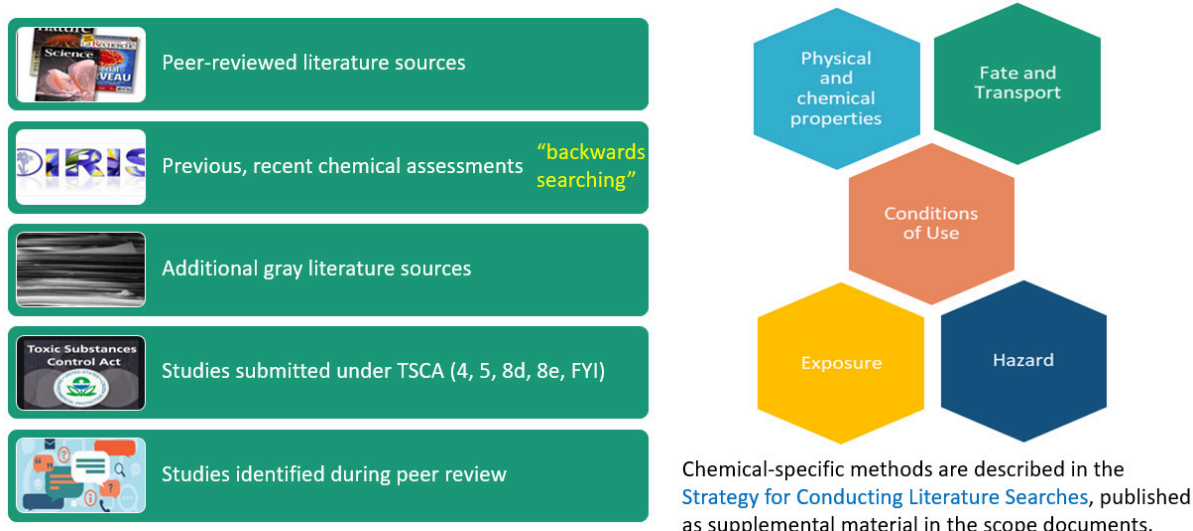 nature
Science
Peer-reviewed literature sources
IRIS
Previous, recent chemical assessments
“backwards
searching”
Additional gray literature sources
Toxic Substances
Control Act
Studies submitted under TSCA (4, 5, 8d, 8e, FYI)
Studies identified during peer review
Physical
and
chemical
properties
Fate and
Transport
Conditions
of Use
Exposure
Hazard
Chemical-specific methods are described in the
Strategy for Conducting Literature Searches, published
as supplemental material in the scope documents.